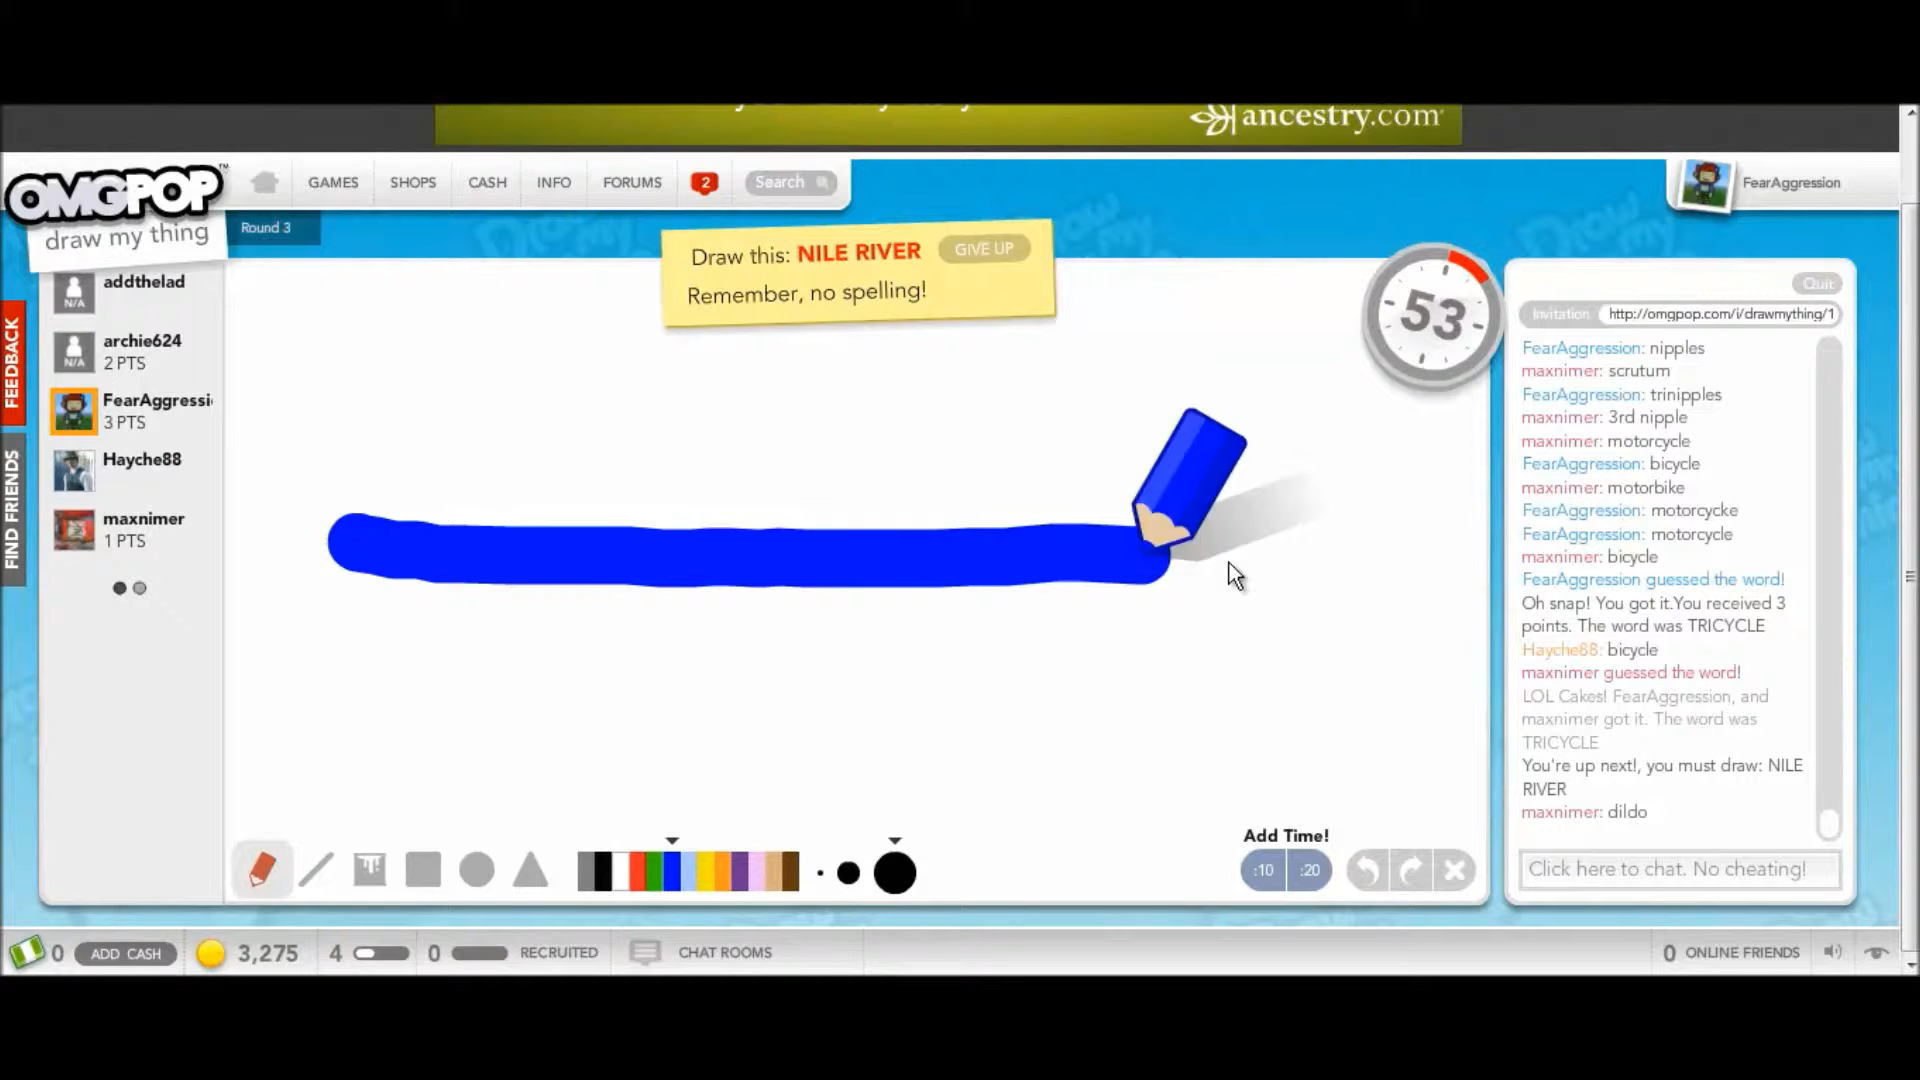 ancestry.com
OMGPOP™
draw my thing
GAMES
SHOPS
CASH
INFO
FORUMS
2
Search
FearAggression
Round 3
Draw this: NILE RIVER
GIVE UP
Remember, no spelling!
53
FEEDBACK
FIND FRIENDS
N/A
addthelad
N/A
archie624
2 PTS
FearAggressi
3 PTS
Hayche88
maxnimer
1 PTS
Quit
Invitation
http://omgpop.com/i/drawmything/1
FearAggression: nipples
maxnimer: scrutum
FearAggression: trinipples
maxnimer: 3rd nipple
maxnimer: motorcycle
FearAggression: bicycle
maxnimer: motorbike
FearAggression: motorcycke
FearAggression: motorcycle
maxnimer: bicycle
FearAggression guessed the word!
Oh snap! You got it.You received 3
points. The word was TRICYCLE
Hayche88: bicycle
maxnimer guessed the word!
LOL Cakes! FearAggression, and
maxnimer got it. The word was
TRICYCLE
You're up next!, you must draw: NILE
RIVER
maxnimer: dildo
Click here to chat. No cheating!
Add Time!
:10
:20
0
ADD CASH
3,275
4
0
RECRUITED
CHAT ROOMS
0 ONLINE FRIENDS